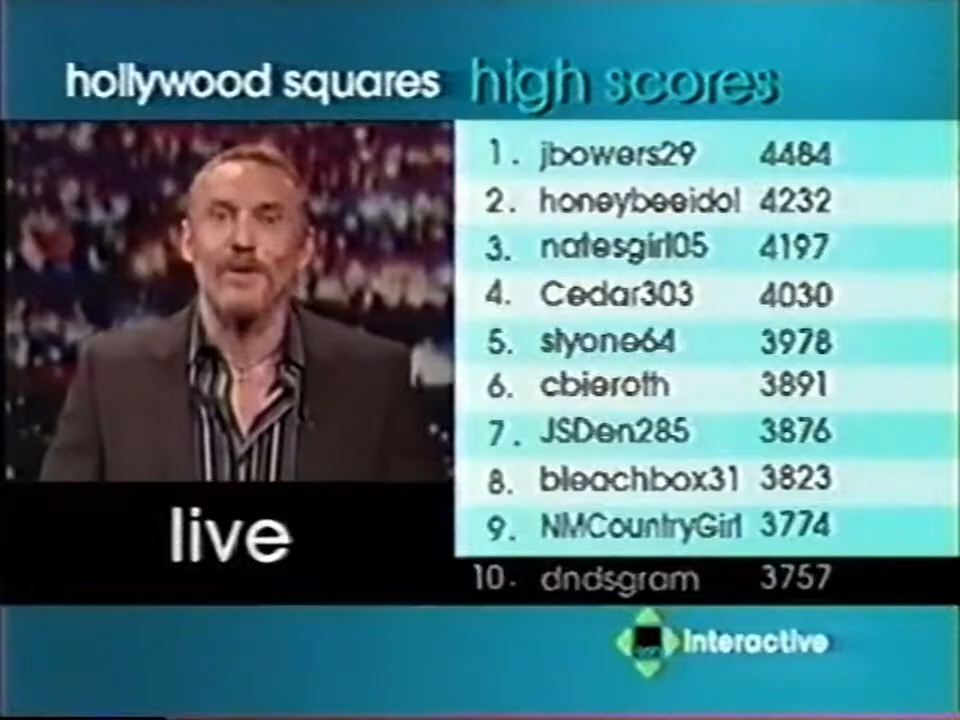 hollywood squares high scores
1. jbowers29 4484
2. honeybeeidol 4232
3. natesgirl05 4197
4. Cedar303 4030
5. slyone64 3978
6. cbieroth 3891
7. JSDen285 3876
8. bleachbox31 3823
9. NMCountryGirl 3774
live
10. dndsgram 3757
Interactive